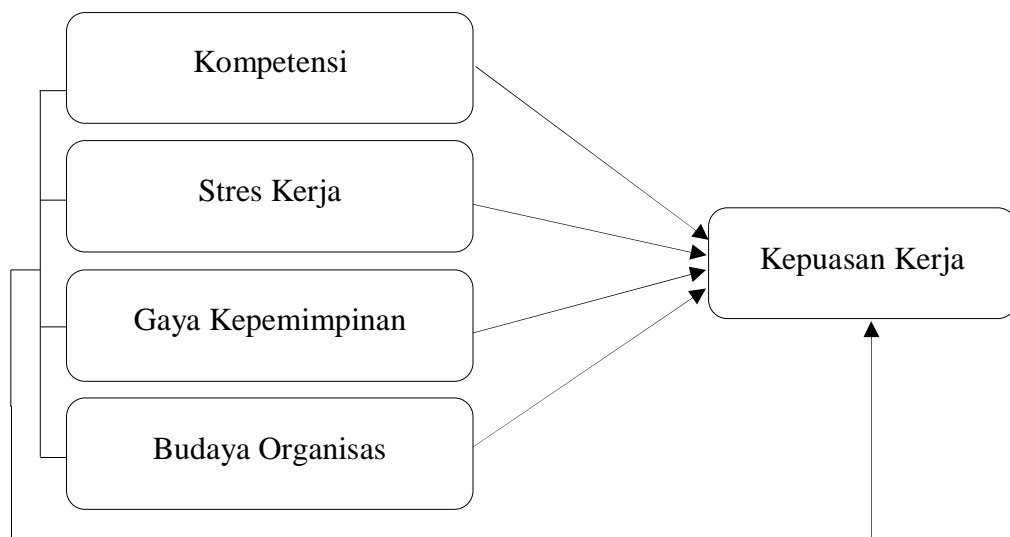 Kompetensi
Stres Kerja
Gaya Kepemimpinan
Budaya Organisas
Kepuasan Kerja